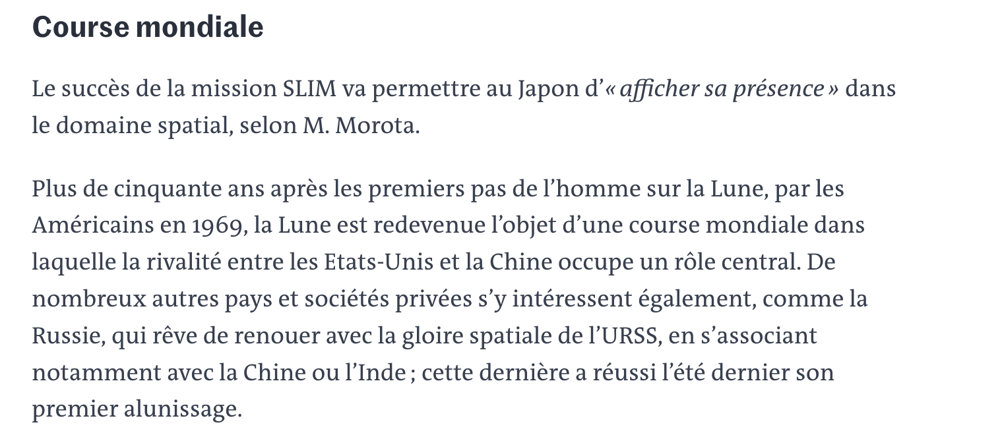 Course mondiale
Le succès de la mission SLIM va permettre au Japon d’« afficher sa présence » dans
le domaine spatial, selon M. Morota.
Plus de cinquante ans après les premiers pas de l’homme sur la Lune, par les
Américains en 1969, la Lune est redevenue l’objet d’une course mondiale dans
laquelle la rivalité entre les Etats-Unis et la Chine occupe un rôle central. De
nombreux autres pays et sociétés privées s’y intéressent également, comme la
Russie, qui rêve de renouer avec la gloire spatiale de l’URSS, en s’associant
notamment avec la Chine ou l’Inde ; cette dernière a réussi l’été dernier son
premier alunissage.